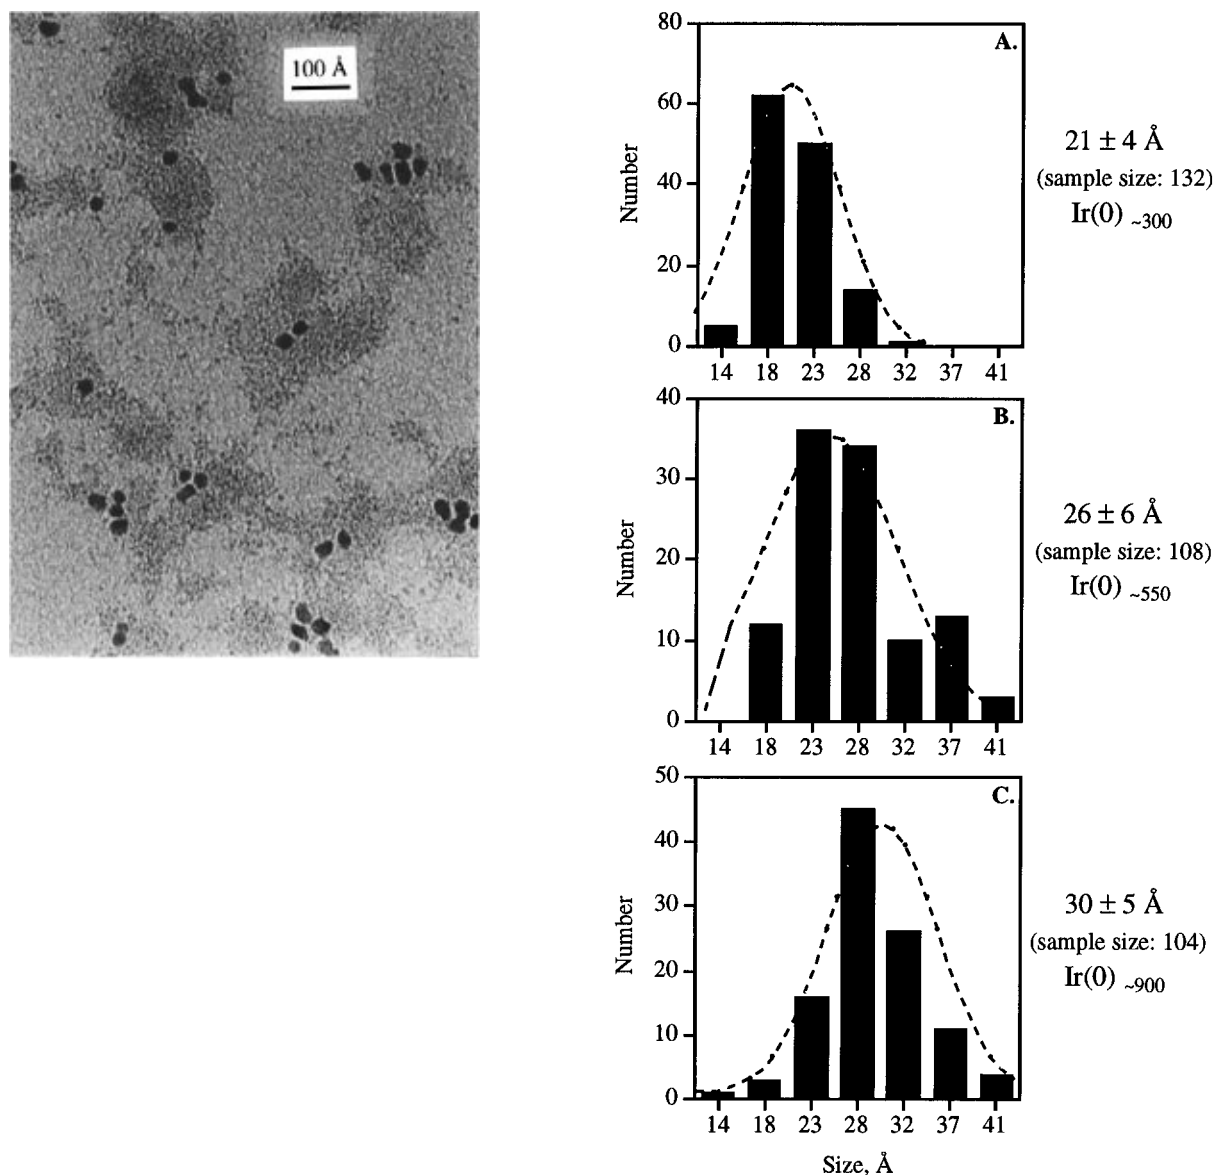 100 Å
A.
80
60
40
20
0
Number
14 18 23 28 32 37 41
21 ± 4 Å
(sample size: 132)
Ir(0) ~300
B.
40
30
20
10
0
Number
14 18 23 28 32 37 41
26 ± 6 Å
(sample size: 108)
Ir(0) ~550
C.
50
40
30
20
10
0
Number
14 18 23 28 32 37 41
Size, Å
30 ± 5 Å
(sample size: 104)
Ir(0) ~900